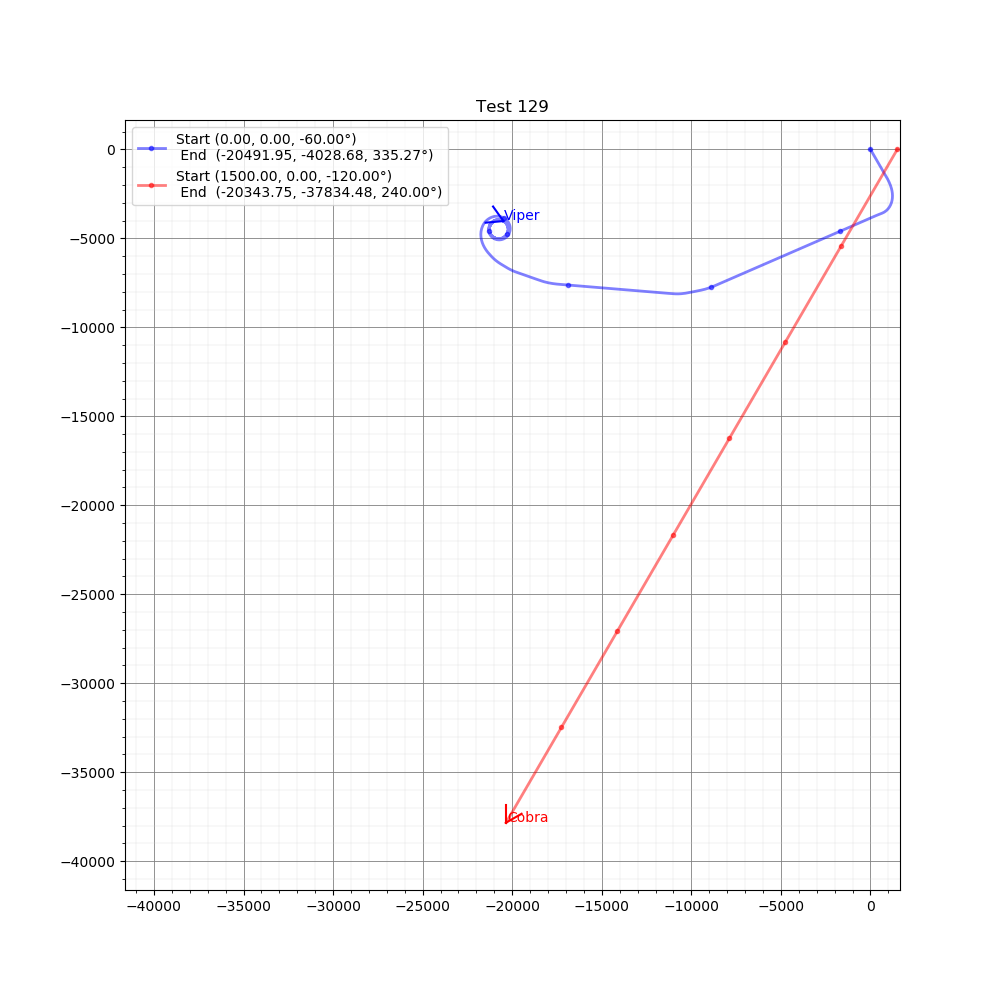 Test 129
Start (0.00, 0.00, -60.00°)
End  (-20491.95, -4028.68, 335.27°)
Start (1500.00, 0.00, -120.00°)
End  (-20343.75, -37834.48, 240.00°)
0
−5000
−10000
−15000
−20000
−25000
−30000
−35000
−40000
Viper
Cobra
−40000 −35000 −30000 −25000 −20000 −15000 −10000 −5000 0